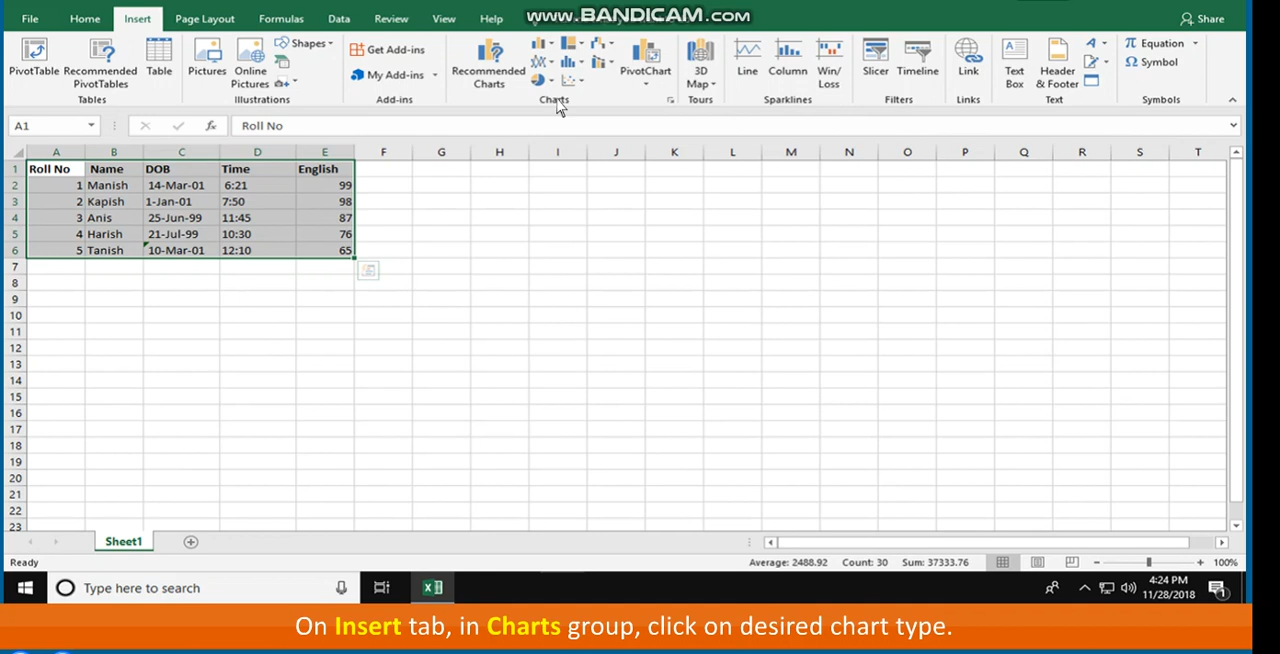 www.BANDICAM.com
File Home Insert Page Layout Formulas Data Review View Help Share
PivotTable Recommended PivotTables Table Pictures Online Pictures Shapes Get Add-ins My Add-ins Recommended Charts PivotChart 3D Map Line Column Win/Loss Slicer Timeline Link Text Box Header & Footer Equation Symbol
Tables Illustrations Add-ins Charts Tours Sparklines Filters Links Text Symbols
A1 fx Roll No
A B C D E F G H I J K L M N O P Q R S T
1 Roll No Name DOB Time English
2 1 Manish 14-Mar-01 6:21 99
3 2 Kapish 1-Jan-01 7:50 98
4 3 Anis 25-Jun-99 11:45 87
5 4 Harish 21-Jul-99 10:30 76
6 5 Tanish 10-Mar-01 12:10 65
7
8
9
10
11
12
13
14
15
16
17
18
19
20
21
22
23
Sheet1
Ready Average: 2488.92 Count: 30 Sum: 37333.76 100%
Type here to search 4:24 PM
11/28/2018 1
On Insert tab, in Charts group, click on desired chart type.